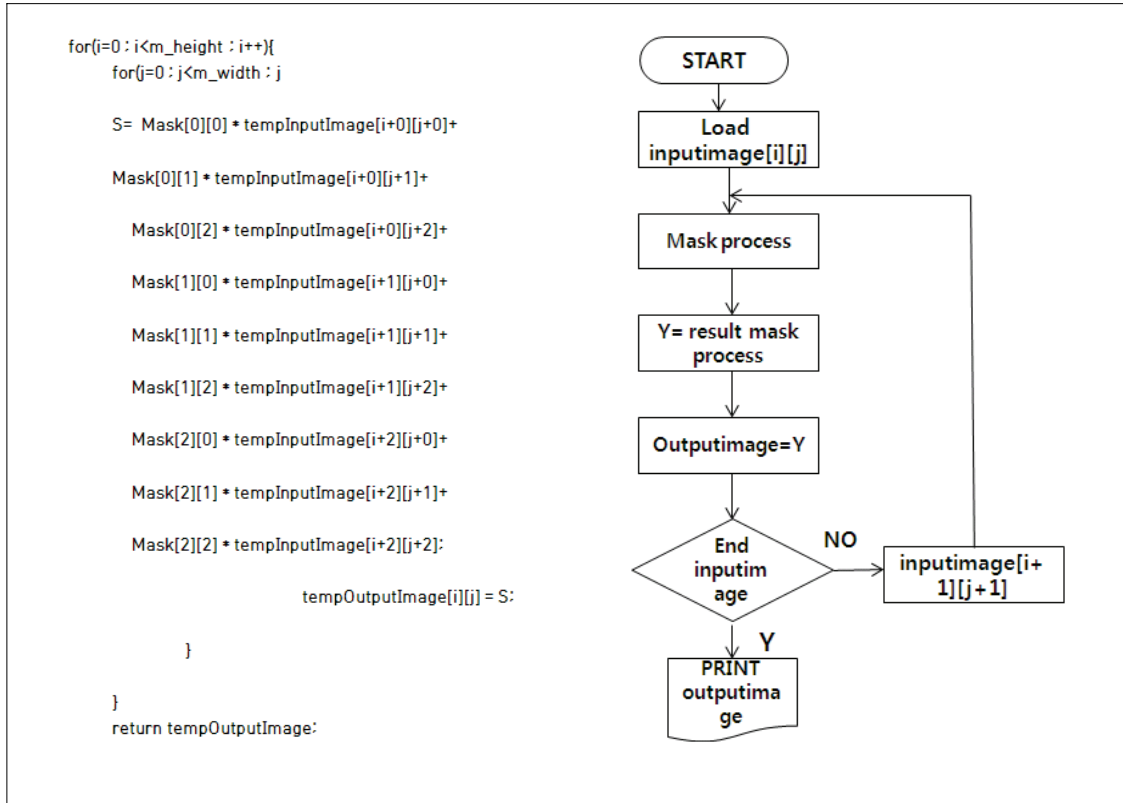 for(i=0 ; i<m_height ; i++){
for(j=0 ; j<m_width ; j
S= Mask[0][0] * tempInputImage[i+0][j+0]+
Mask[0][1] * tempInputImage[i+0][j+1]+
Mask[0][2] * tempInputImage[i+0][j+2]+
Mask[1][0] * tempInputImage[i+1][j+0]+
Mask[1][1] * tempInputImage[i+1][j+1]+
Mask[1][2] * tempInputImage[i+1][j+2]+
Mask[2][0] * tempInputImage[i+2][j+0]+
Mask[2][1] * tempInputImage[i+2][j+1]+
Mask[2][2] * tempInputImage[i+2][j+2];
tempOutputImage[i][j] = S;
}
}
return tempOutputImage;
START
Load
inputimage[i][j]
Mask process
Y= result mask
process
Outputimage=Y
End
inputim
age
NO
inputimage[i+
1][j+1]
Y
PRINT
outputima
ge